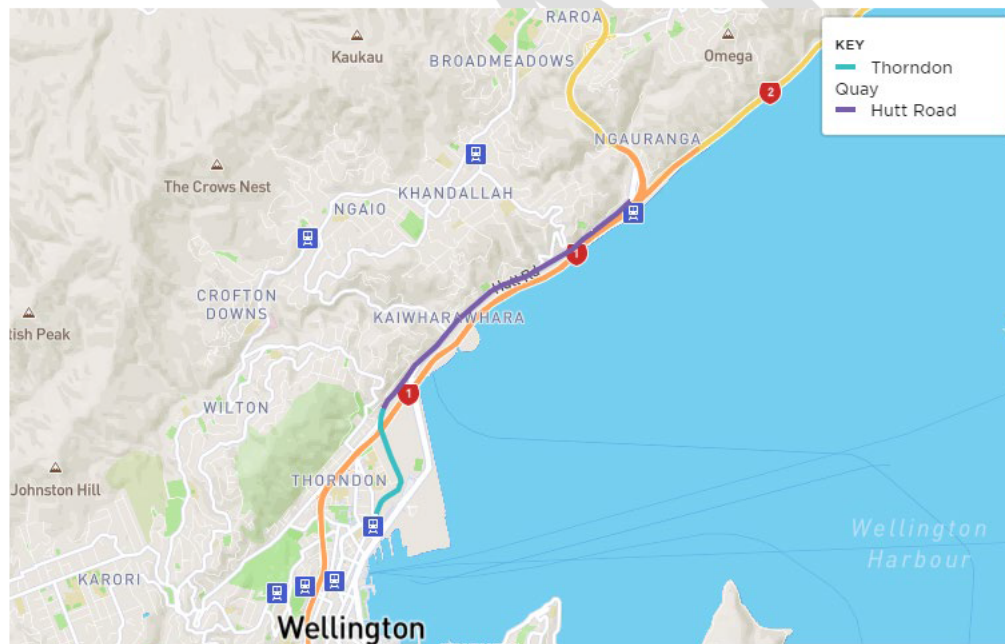 RAROA
Kaukau
Omega
BROADMEADOWS
KEY
Thorndon
Quay
Hutt Road
2
NGAURANGA
The Crows Nest
KHANDALLAH
NGAIO
1
Hutt Rd
CROFTON
DOWNS
KAIWHARAWHARA
tish Peak
1
WILTON
THORNDON
Johnston Hill
Wellington
Harbour
KARORI
Wellington